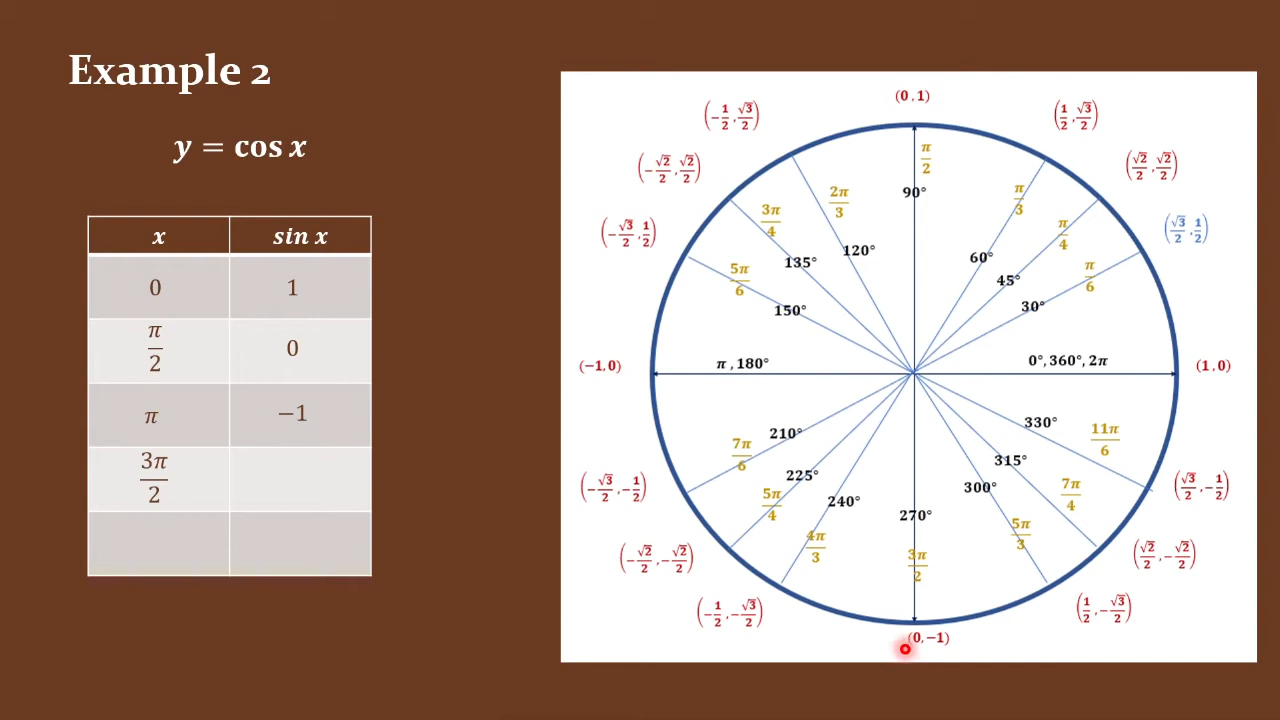 Example 2
y = cos x
x sin x
0 1
π/2 0
π −1
3π/2
(0 , 1)
(−1/2 , √3/2) (1/2 , √3/2)
(−√2/2 , √2/2) (√2/2 , √2/2)
(−√3/2 , 1/2) (√3/2 , 1/2)
π/2
90°
2π/3 π/3
3π/4 π/4
120° 60°
135° 45°
5π/6 π/6
150° 30°
(−1, 0) π , 180° 0°, 360°, 2π (1 , 0)
210° 330°
7π/6 11π/6
225° 315°
(−√3/2 , −1/2) (√3/2 , −1/2)
5π/4 7π/4
240° 300°
270°
4π/3 5π/3
3π/2
(−√2/2 , −√2/2) (√2/2 , −√2/2)
(−1/2 , −√3/2) (1/2 , −√3/2)
(0, −1)